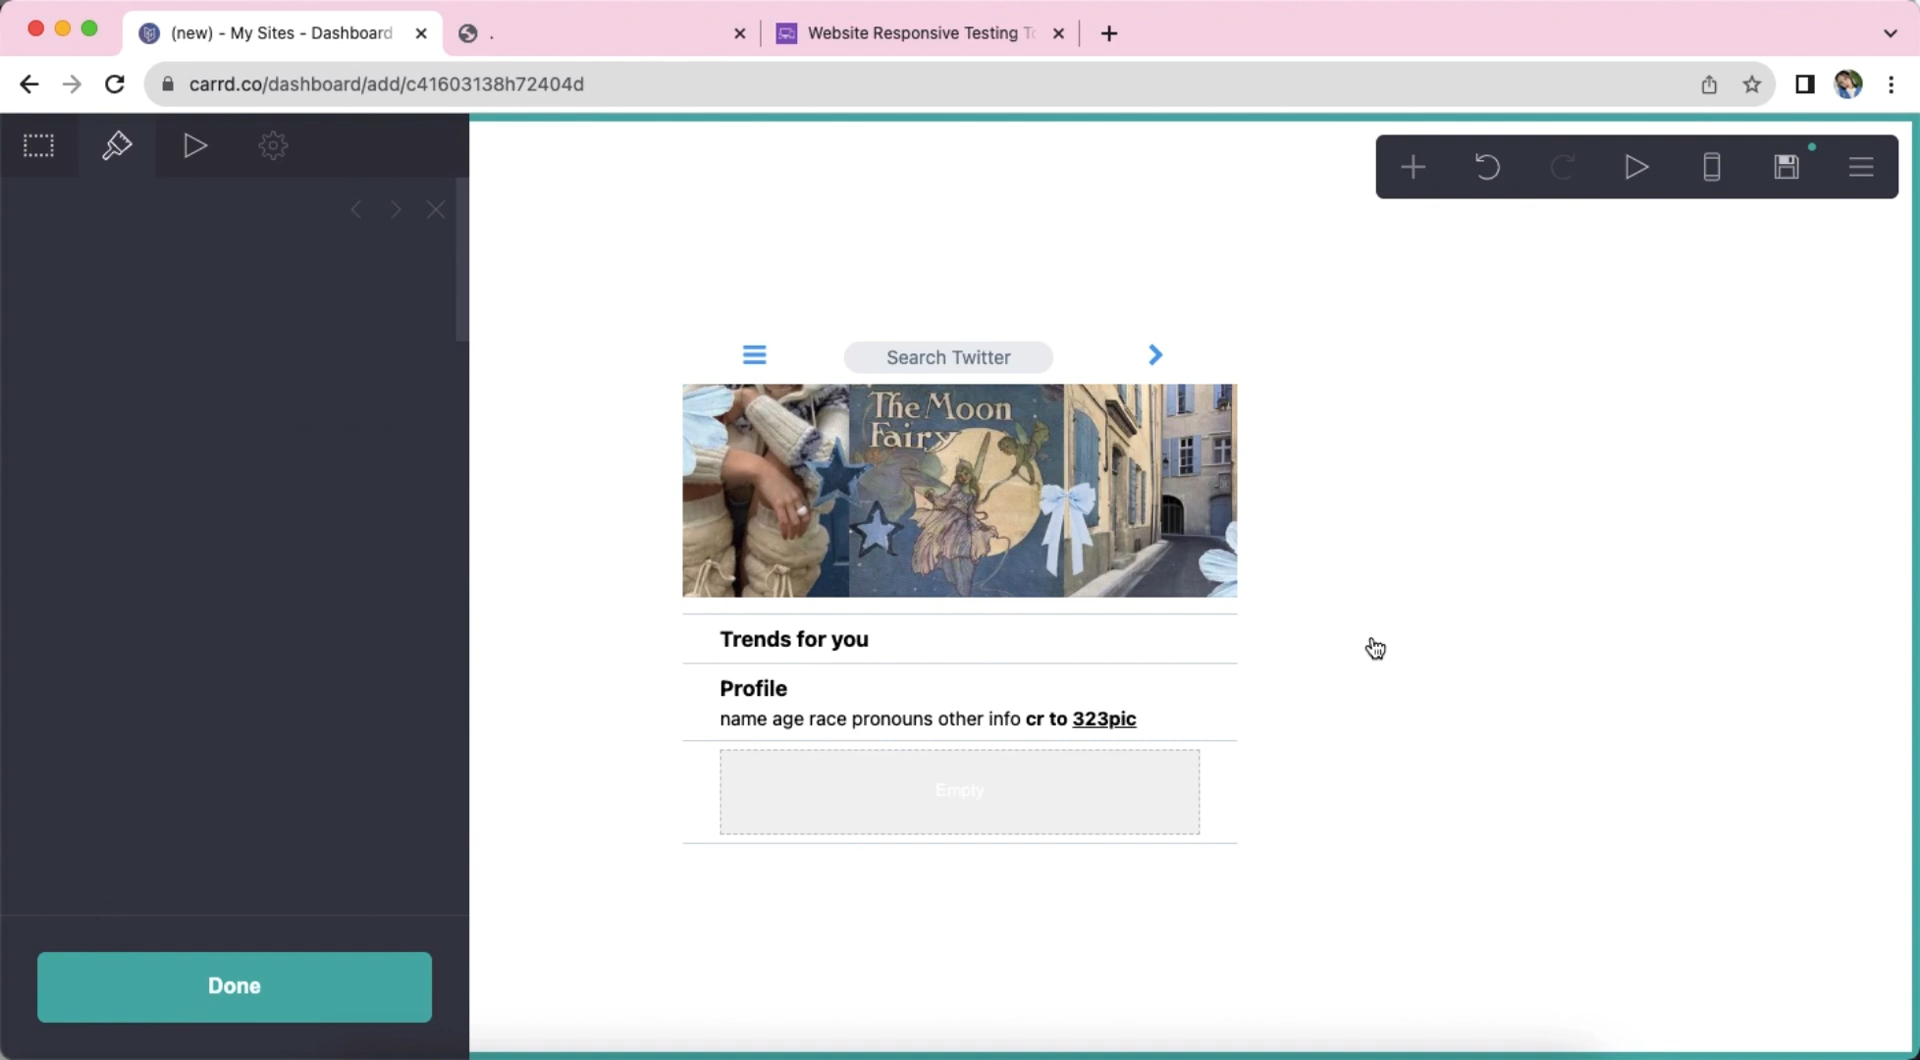 (new) - My Sites - Dashboard
.
Website Responsive Testing To
carrd.co/dashboard/add/c41603138h72404d
Search Twitter
The Moon
Fairy
Trends for you
Profile
name age race pronouns other info cr to 323pic
Empty
Done